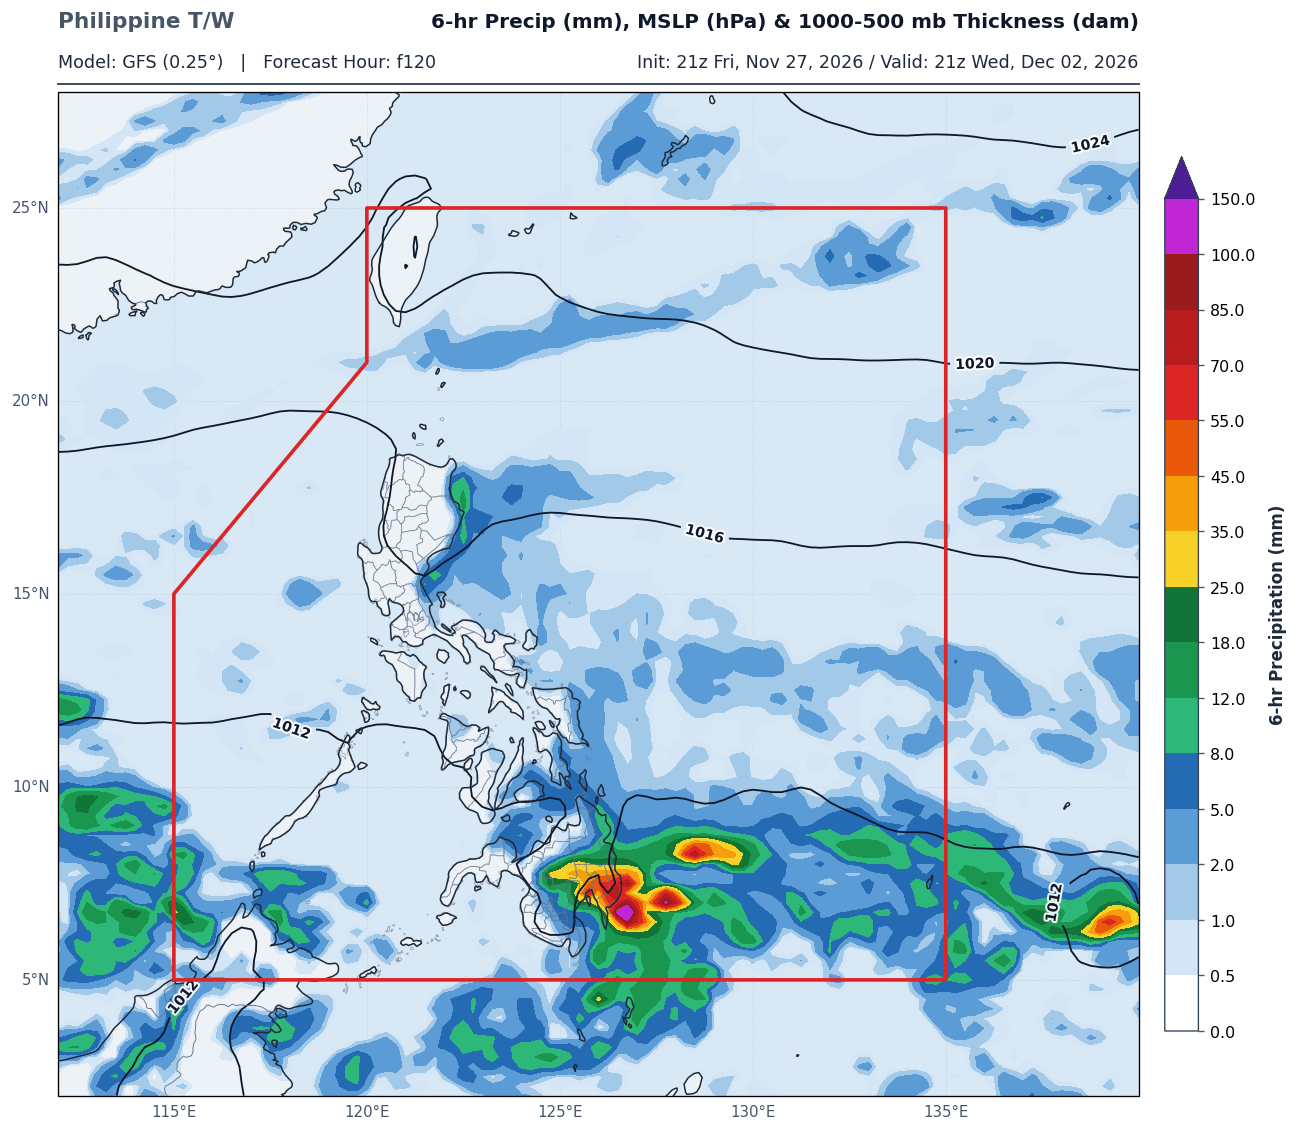 Philippine T/W
6-hr Precip (mm), MSLP (hPa) & 1000-500 mb Thickness (dam)
Model: GFS (0.25°) | Forecast Hour: f120
Init: 21z Fri, Nov 27, 2026 / Valid: 21z Wed, Dec 02, 2026
1024
150.0
25°N
100.0
85.0
1020
70.0
20°N
55.0
45.0
1016
35.0
15°N
25.0
18.0
12.0
1012
8.0
10°N
5.0
2.0
1012
1.0
5°N
0.5
1012
0.0
6-hr Precipitation (mm)
115°E
120°E
125°E
130°E
135°E